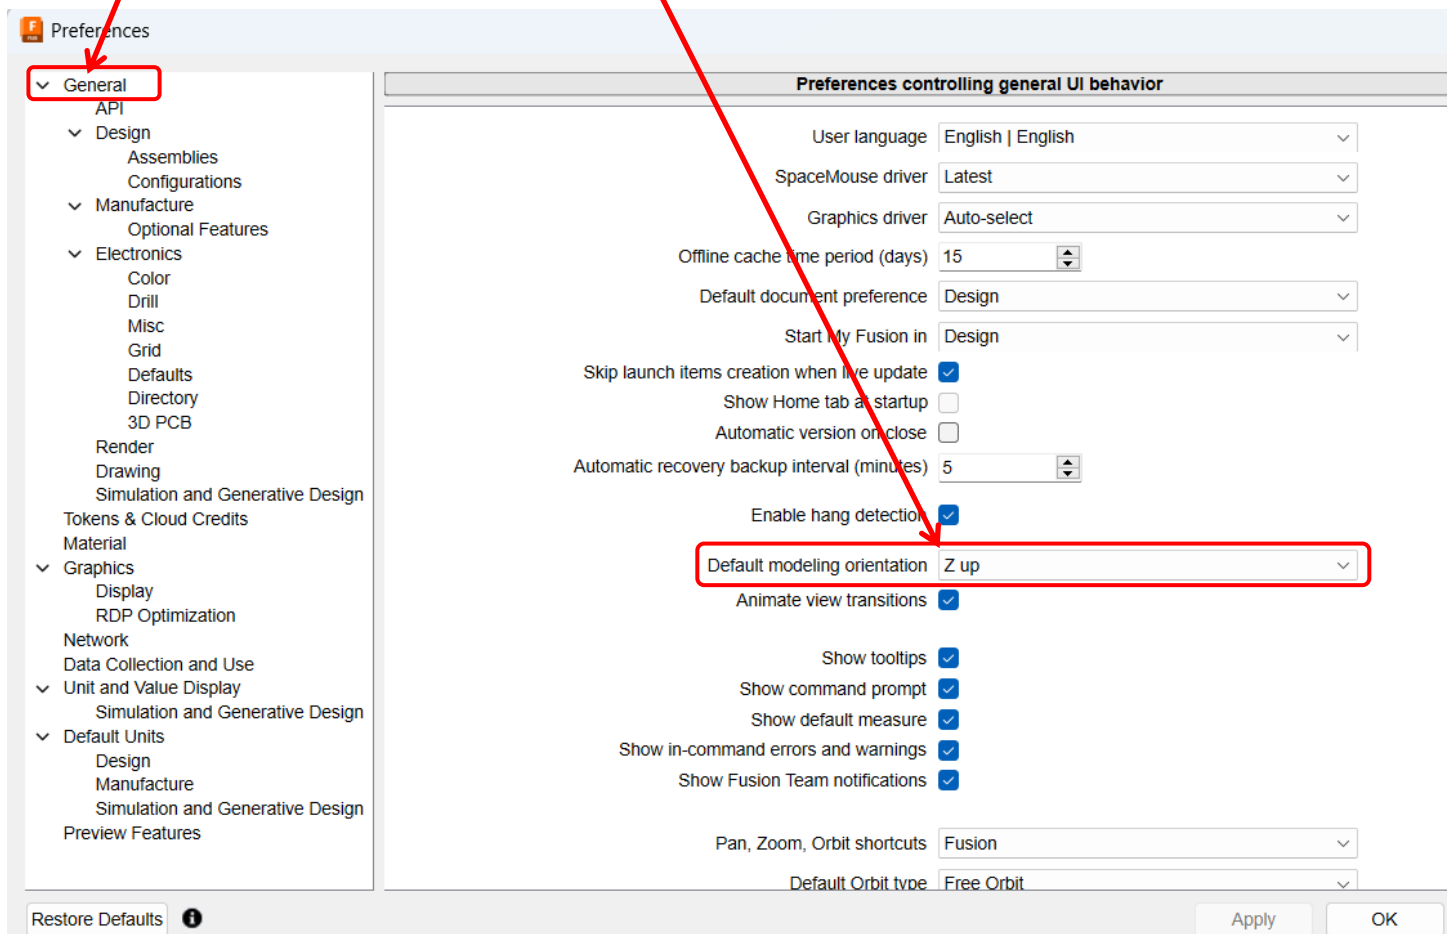 Preferences
General
API
Design
Assemblies
Configurations
Manufacture
Optional Features
Electronics
Color
Drill
Misc
Grid
Defaults
Directory
3D PCB
Render
Drawing
Simulation and Generative Design
Tokens & Cloud Credits
Material
Graphics
Display
RDP Optimization
Network
Data Collection and Use
Unit and Value Display
Simulation and Generative Design
Default Units
Design
Manufacture
Simulation and Generative Design
Preview Features
Preferences controlling general UI behavior
User language English | English
SpaceMouse driver Latest
Graphics driver Auto-select
Offline cache time period (days) 15
Default document preference Design
Start My Fusion in Design
Skip launch items creation when live update
Show Home tab at startup
Automatic version on close
Automatic recovery backup interval (minutes) 5
Enable hang detection
Default modeling orientation Z up
Animate view transitions
Show tooltips
Show command prompt
Show default measure
Show in-command errors and warnings
Show Fusion Team notifications
Pan, Zoom, Orbit shortcuts Fusion
Default Orbit type Free Orbit
Restore Defaults
Apply
OK